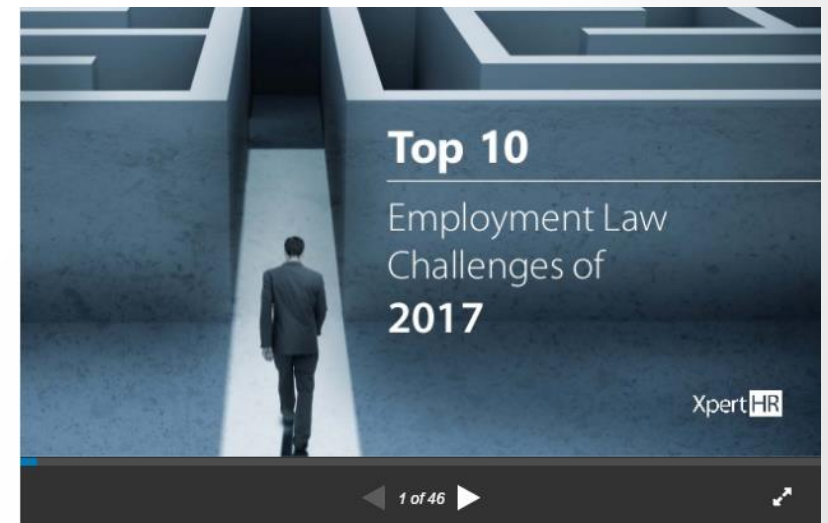 Top 10
Employment Law
Challenges of
2017
XpertHR
1 of 46